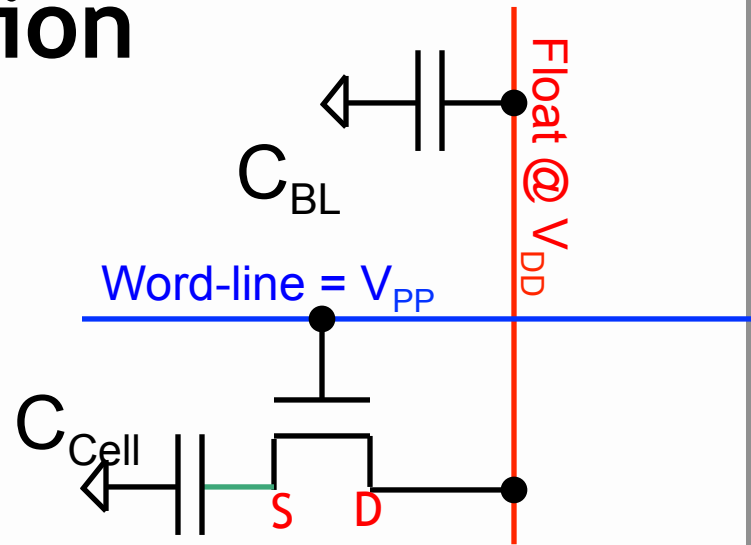 ion
Float @ VDD
CBL
Word-line = VPP
CCell
S D